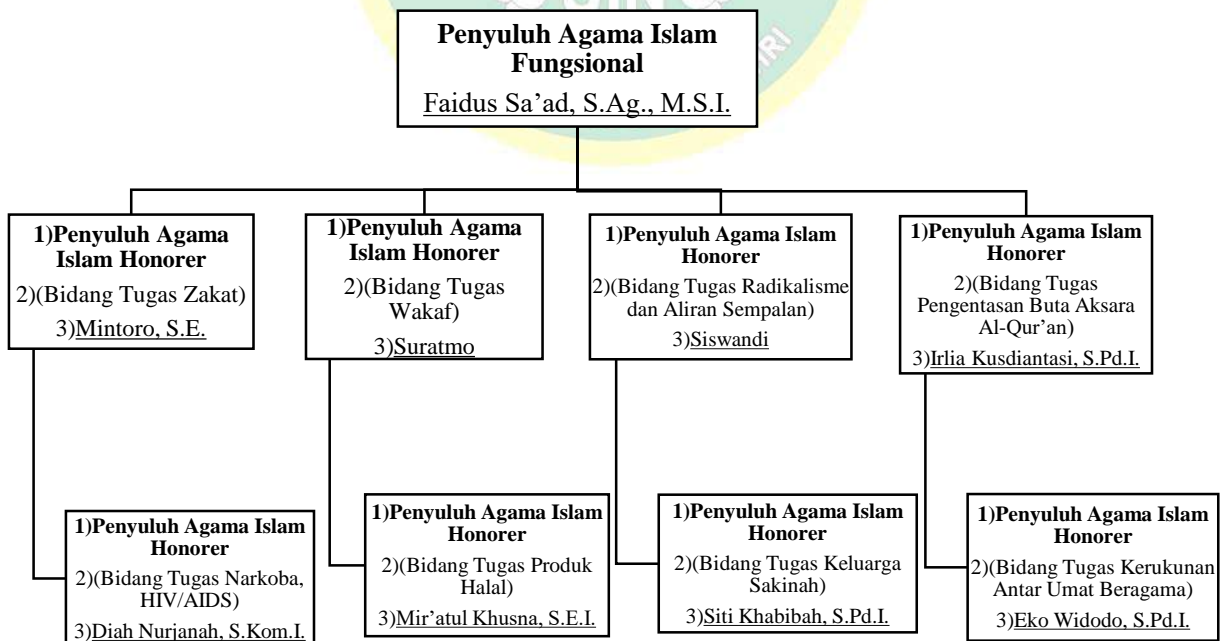 Penyuluh Agama Islam
Fungsional
Faidus Sa’ad, S.Ag., M.S.I.
1)Penyuluh Agama
Islam Honorer
2)(Bidang Tugas Zakat)
3)Mintoro, S.E.
1)Penyuluh Agama
Islam Honorer
2)(Bidang Tugas
Wakaf)
3)Suratmo
1)Penyuluh Agama Islam
Honorer
2)(Bidang Tugas Radikalisme
dan Aliran Sempalan)
3)Siswandi
1)Penyuluh Agama Islam
Honorer
2)(Bidang Tugas
Pengentasan Buta Aksara
Al-Qur’an)
3)Irlia Kusdiantasi, S.Pd.I.
1)Penyuluh Agama Islam
Honorer
2)(Bidang Tugas Narkoba,
HIV/AIDS)
3)Diah Nurjanah, S.Kom.I.
1)Penyuluh Agama Islam
Honorer
2)(Bidang Tugas Produk
Halal)
3)Mir’atul Khusna, S.E.I.
1)Penyuluh Agama Islam
Honorer
2)(Bidang Tugas Keluarga
Sakinah)
3)Siti Khabibah, S.Pd.I.
1)Penyuluh Agama Islam
Honorer
2)(Bidang Tugas Kerukunan
Antar Umat Beragama)
3)Eko Widodo, S.Pd.I.